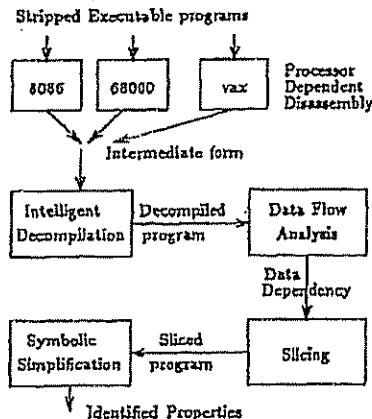 Stripped Executable programs
8086
68000
vax
Processor
Dependent
Disassembly
Intermediate form
Intelligent
Decompilation
Decompiled
program
Data Flow
Analysis
Data
Dependency
Symbolic
Simplification
Sliced
program
Slicing
Identified Properties